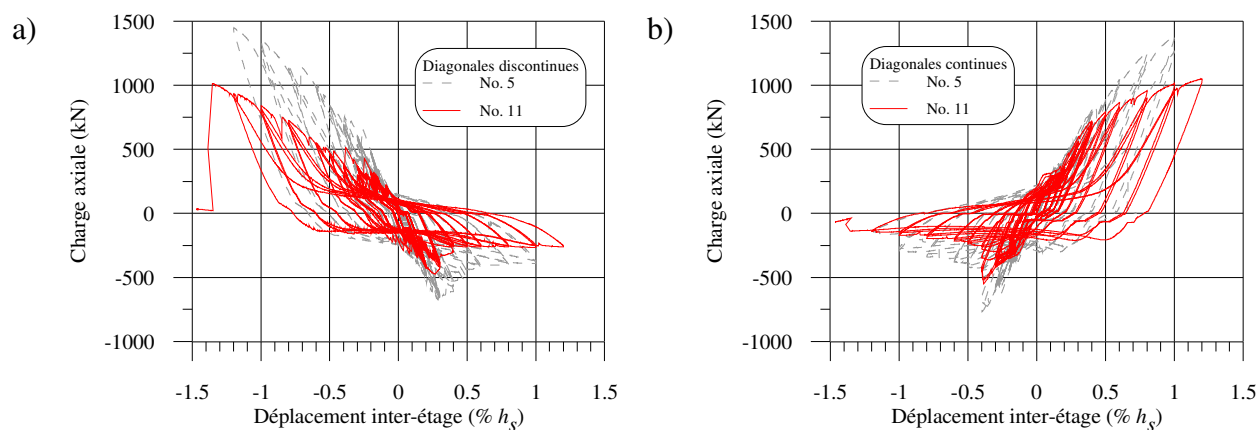 a)
1500
1000
500
0
-500
-1000
Charge axiale (kN)
Diagonales discontinues
No. 5
No. 11
-1.5
-1
-0.5
0
0.5
1
1.5
Déplacement inter-étage (% hs)
b)
1500
1000
500
0
-500
-1000
Charge axiale (kN)
Diagonales continues
No. 5
No. 11
-1.5
-1
-0.5
0
0.5
1
1.5
Déplacement inter-étage (% hs)